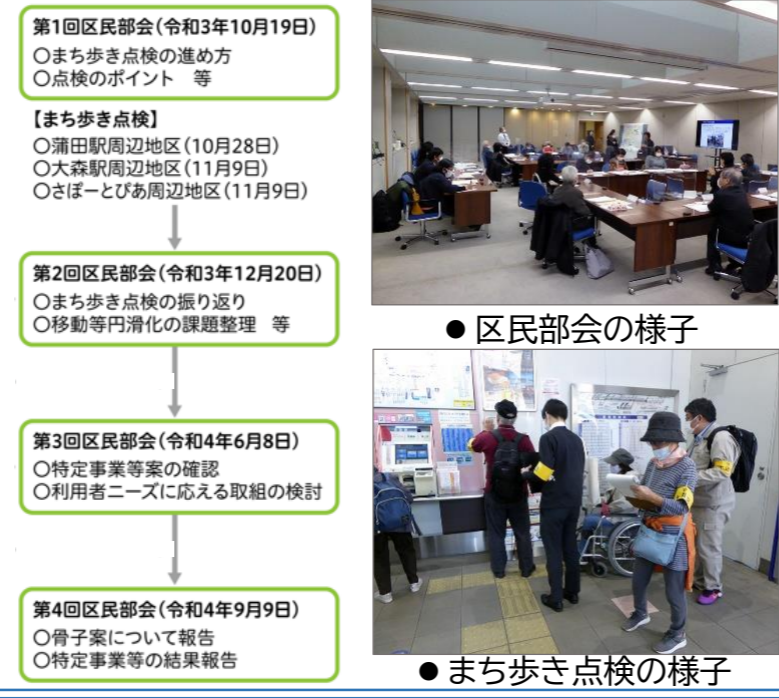 第1回区民部会(令和3年10月19日)
○まち歩き点検の進め方
○点検のポイント 等
【まち歩き点検】
○蒲田駅周辺地区(10月28日)
○大森駅周辺地区(11月9日)
○さぽーとぴあ周辺地区(11月9日)
第2回区民部会(令和3年12月20日)
○まち歩き点検の振り返り
○移動等円滑化の課題整理 等
第3回区民部会(令和4年6月8日)
○特定事業等案の確認
○利用者ニーズに応える取組の検討
第4回区民部会(令和4年9月9日)
○骨子案について報告
○特定事業等の結果報告
●区民部会の様子
●まち歩き点検の様子